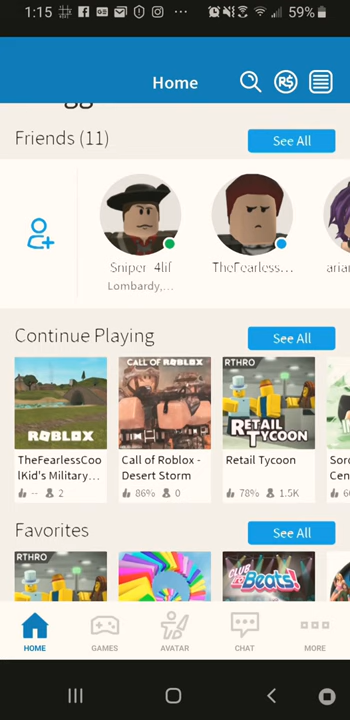 1:15
59%
Home
R$
Friends (11)
See All
Sniper_4lif
TheFearless...
Lombardy,...
Continue Playing
See All
ROBLOX
CALL OF ROBLOX
RTHRO
RETAIL
TYCOON
TheFearlessCoo
lKid's Military...
-- 2
Call of Roblox -
Desert Storm
86% 0
Retail Tycoon
78% 1.5K
Favorites
See All
RTHRO
CLUB
Beats!
HOME
GAMES
AVATAR
CHAT
MORE